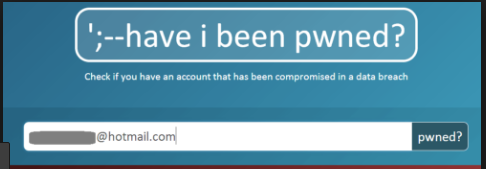 ';--have i been pwned?
Check if you have an account that has been compromised in a data breach
@hotmail.com pwned?